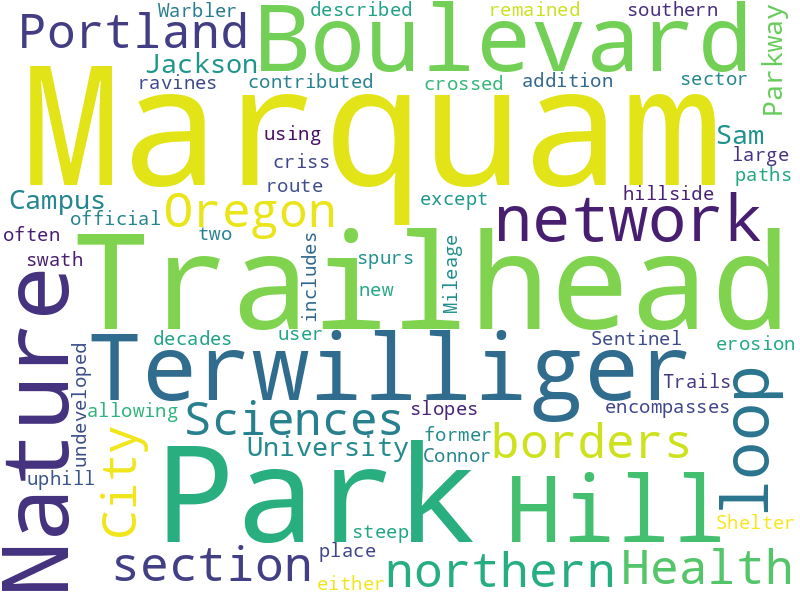 Warbler described remained southern
Portland Boulevard Parkway
Jackson
ravines contributed crossed addition sector
Marquam
using Sam
criss large
route paths
Campus Oregon except hillside
official network
often two
swath Trailhead
includes spurs Mileage
new
Nature
decades user Sentinel erosion
undeveloped Terwilliger
Trails
allowing Sciences slopes encompasses loop
City University former borders
Connor
uphill Park Hill
steep Shelter
section place northern Health
either